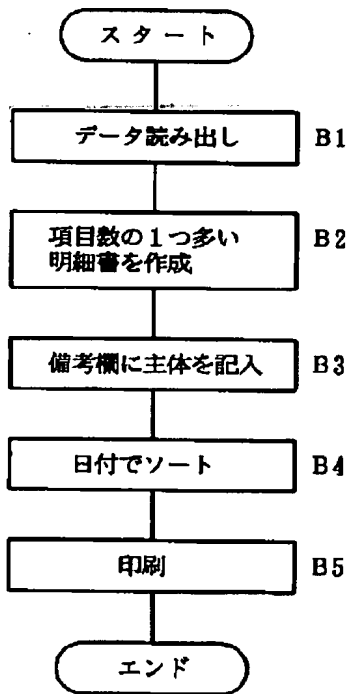 スタート
データ読み出し B1
項目数の1つ多い
明細書を作成 B2
備考欄に主体を記入 B3
日付でソート B4
印刷 B5
エンド